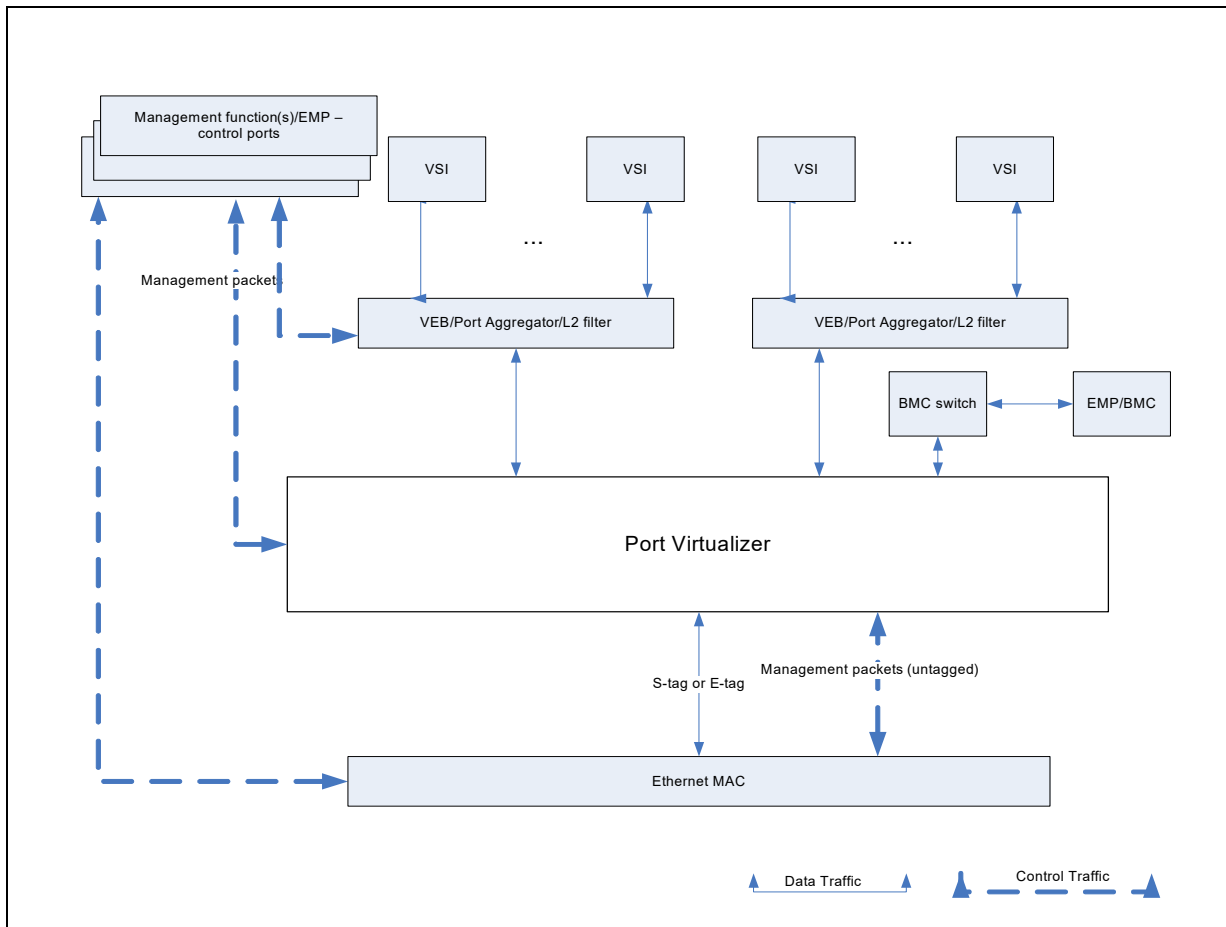 Management function(s)/EMP –
control ports
VSI
VSI
VSI
VSI
...
...
Management packets
VEB/Port Aggregator/L2 filter
VEB/Port Aggregator/L2 filter
BMC switch
EMP/BMC
Port Virtualizer
Management packets (untagged)
S-tag or E-tag
Ethernet MAC
Data Traffic
Control Traffic